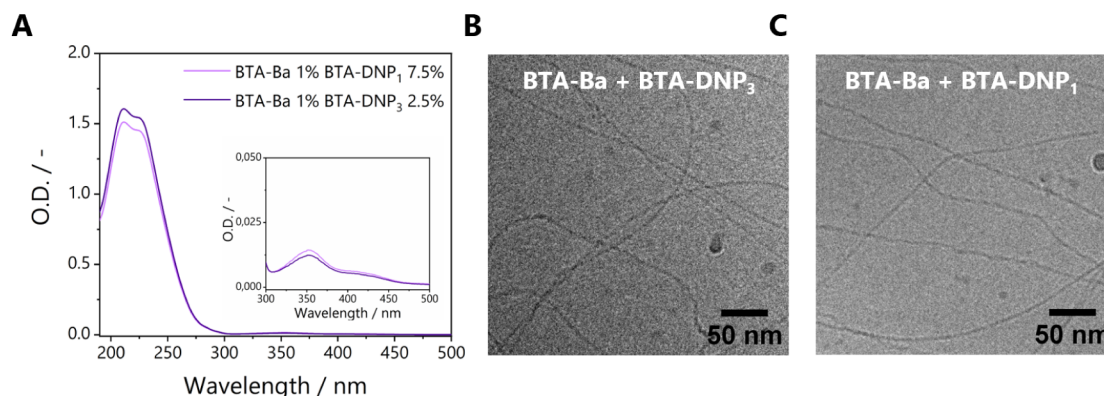 A
2.0
1.5
1.0
0.5
0.0
O.D. / -
200 250 300 350 400 450 500
Wavelength / nm
BTA-Ba 1% BTA-DNP₁ 7.5%
BTA-Ba 1% BTA-DNP₃ 2.5%
0,050
0,025
0,000
O.D. / -
300 350 400 450 500
Wavelength / nm
B
BTA-Ba + BTA-DNP₃
50 nm
C
BTA-Ba + BTA-DNP₁
50 nm